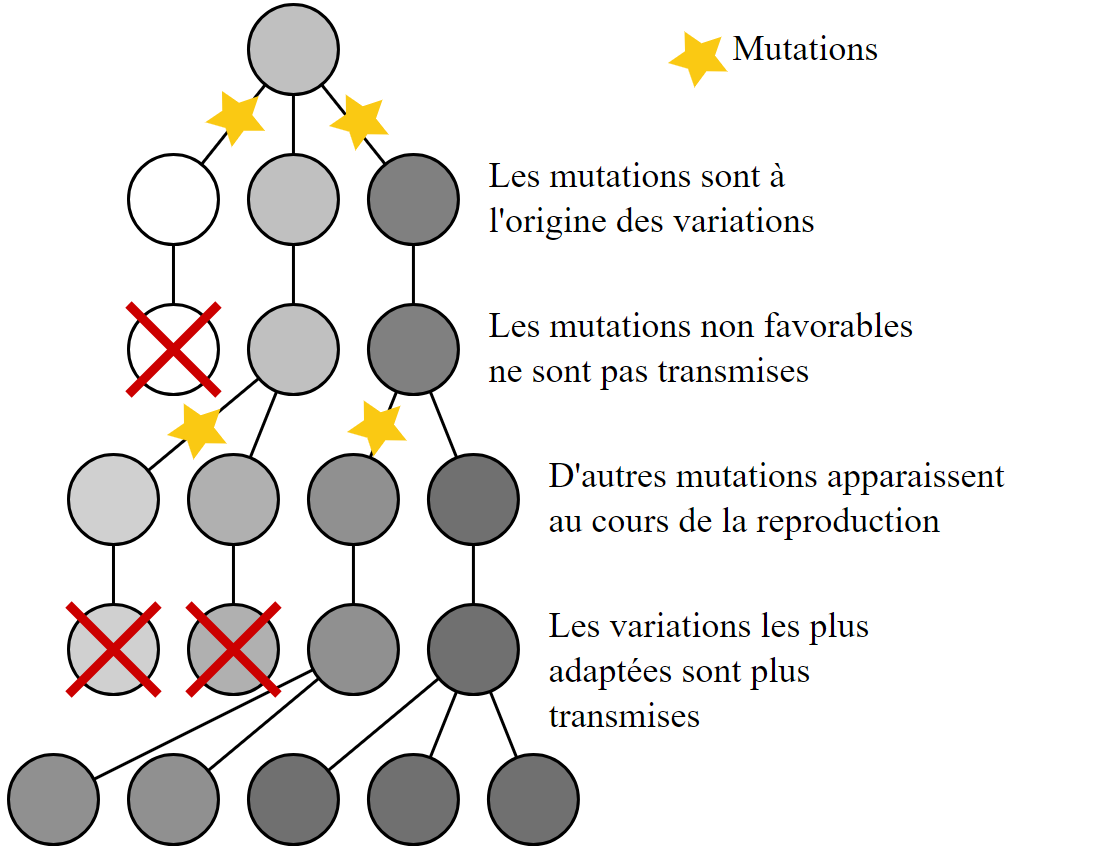 Mutations
Les mutations sont à
l'origine des variations
Les mutations non favorables
ne sont pas transmises
D'autres mutations apparaissent
au cours de la reproduction
Les variations les plus
adaptées sont plus
transmises